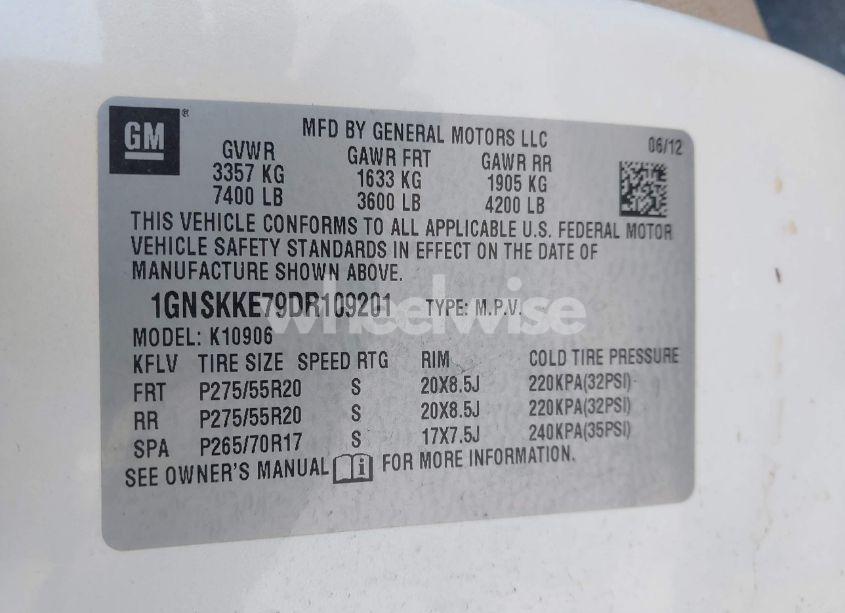 GM ®
MFD BY GENERAL MOTORS LLC
06/12
GVWR GAWR FRT GAWR RR
3357 KG 1633 KG 1905 KG
7400 LB 3600 LB 4200 LB
THIS VEHICLE CONFORMS TO ALL APPLICABLE U.S. FEDERAL MOTOR
VEHICLE SAFETY STANDARDS IN EFFECT ON THE DATE OF
MANUFACTURE SHOWN ABOVE.
1GNSKKE79DR109201 TYPE: M.P.V.
wheelwise
MODEL: K10906
KFLV TIRE SIZE SPEED RTG RIM COLD TIRE PRESSURE
FRT P275/55R20 S 20X8.5J 220KPA(32PSI)
RR P275/55R20 S 20X8.5J 220KPA(32PSI)
SPA P265/70R17 S 17X7.5J 240KPA(35PSI)
SEE OWNER'S MANUAL FOR MORE INFORMATION.